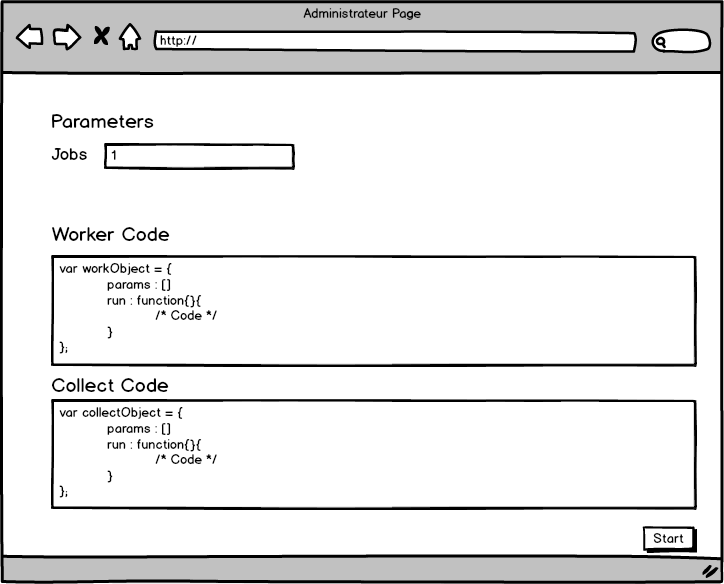 Administrateur Page
http://
Parameters
Jobs 1
Worker Code
var workObject = {
params : []
run : function{}{
/* Code */
}
};
Collect Code
var collectObject = {
params : []
run : function{}{
/* Code */
}
};
Start